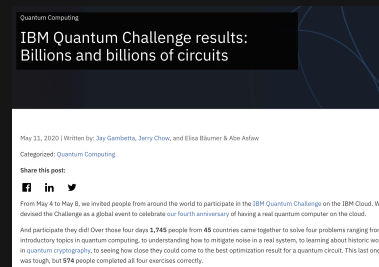 Quantum Computing
IBM Quantum Challenge results:
Billions and billions of circuits
May 11, 2020 | Written by: Jay Gambetta, Jerry Chow, and Elisa Bäumer & Abe Asfaw
Categorized: Quantum Computing
Share this post:
From May 4 to May 8, we invited people from around the world to participate in the IBM Quantum Challenge on the IBM Cloud.
devised the Challenge as a global event to celebrate our fourth anniversary of having a real quantum computer on the cloud.
And participate they did! Over those four days 1,745 people from 45 countries came together to solve four problems ranging
introductory topics in quantum computing, to understanding how to mitigate noise in a real system, to learning about historic
in quantum cryptography, to seeing how close they could come to the best optimization result for a quantum circuit. This last
was tough, but 574 people completed all four exercises correctly.